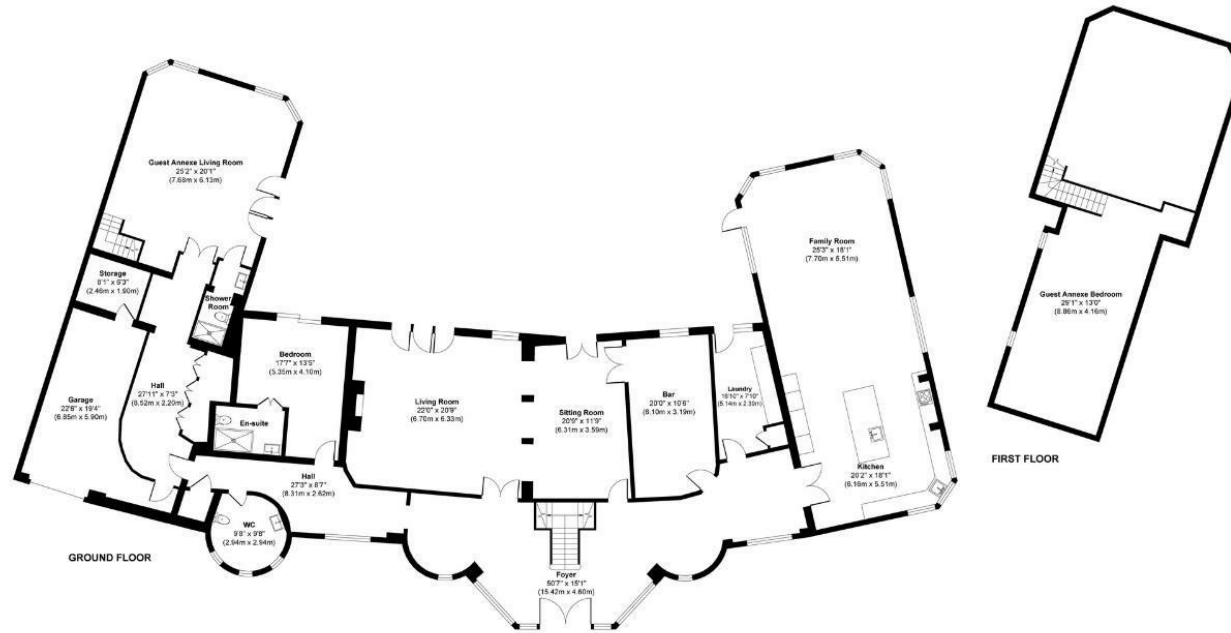 Guest Annexe Living Room
25'2" x 20'1"
(7.68m x 6.13m)
Storage
8'1" x 6'3"
(2.46m x 1.90m)
Shower
Room
Garage
22'6" x 19'4"
(6.85m x 5.90m)
Hall
27'11" x 7'3"
(8.52m x 2.20m)
Bedroom
17'7" x 13'5"
(5.35m x 4.10m)
En-suite
Hall
27'3" x 8'7"
(8.31m x 2.62m)
WC
9'8" x 9'8"
(2.94m x 2.94m)
GROUND FLOOR
Living Room
22'0" x 20'9"
(6.70m x 6.33m)
Sitting Room
20'9" x 11'9"
(6.31m x 3.59m)
Bar
20'0" x 10'6"
(6.10m x 3.19m)
Laundry
16'10" x 7'10"
(5.14m x 2.39m)
Foyer
50'7" x 15'1"
(15.42m x 4.60m)
Family Room
25'3" x 18'1"
(7.70m x 5.51m)
Kitchen
20'2" x 18'1"
(6.16m x 5.51m)
Guest Annexe Bedroom
29'1" x 13'0"
(8.86m x 4.16m)
FIRST FLOOR